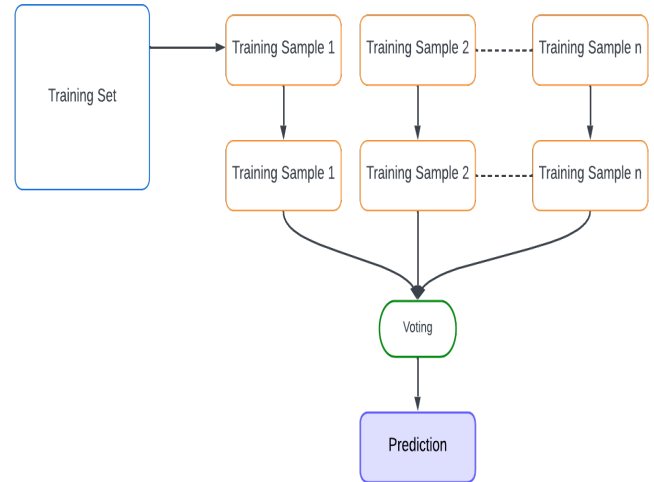 Training Set
Training Sample 1
Training Sample 2
Training Sample n
Training Sample 1
Training Sample 2
Training Sample n
Voting
Prediction